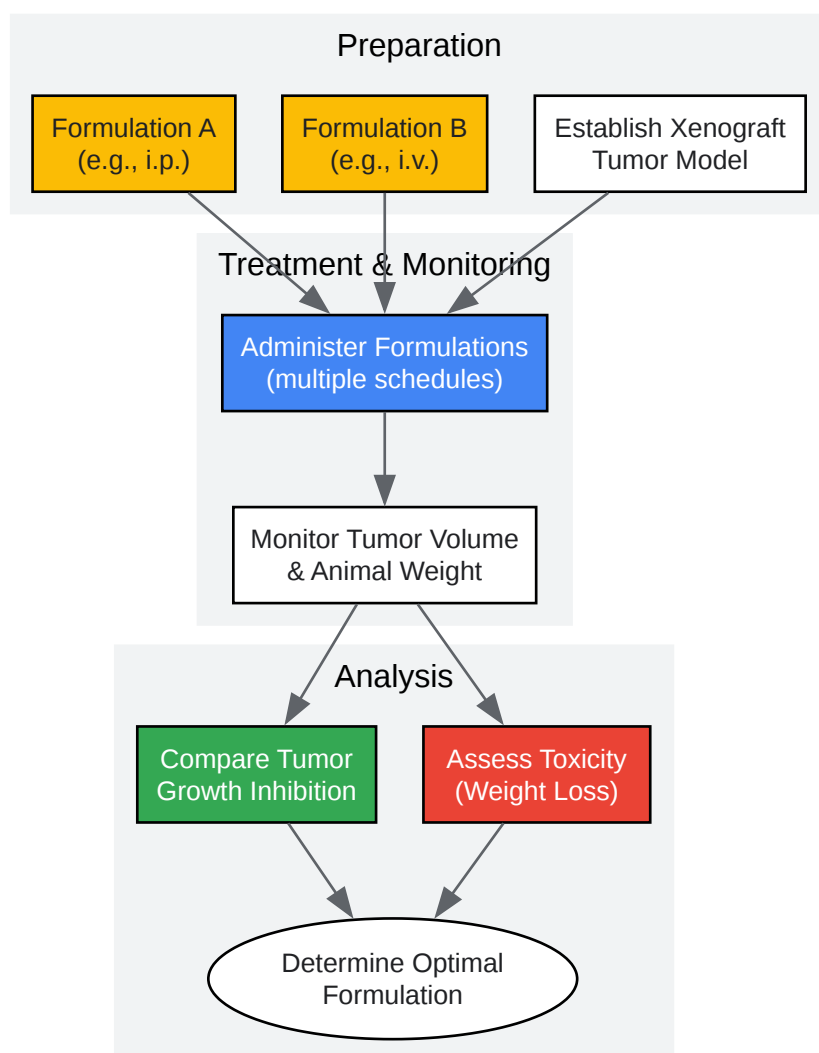 Preparation
Formulation A
(e.g., i.p.)
Formulation B
(e.g., i.v.)
Establish Xenograft
Tumor Model
Treatment & Monitoring
Administer Formulations
(multiple schedules)
Monitor Tumor Volume
& Animal Weight
Analysis
Compare Tumor
Growth Inhibition
Assess Toxicity
(Weight Loss)
Determine Optimal
Formulation